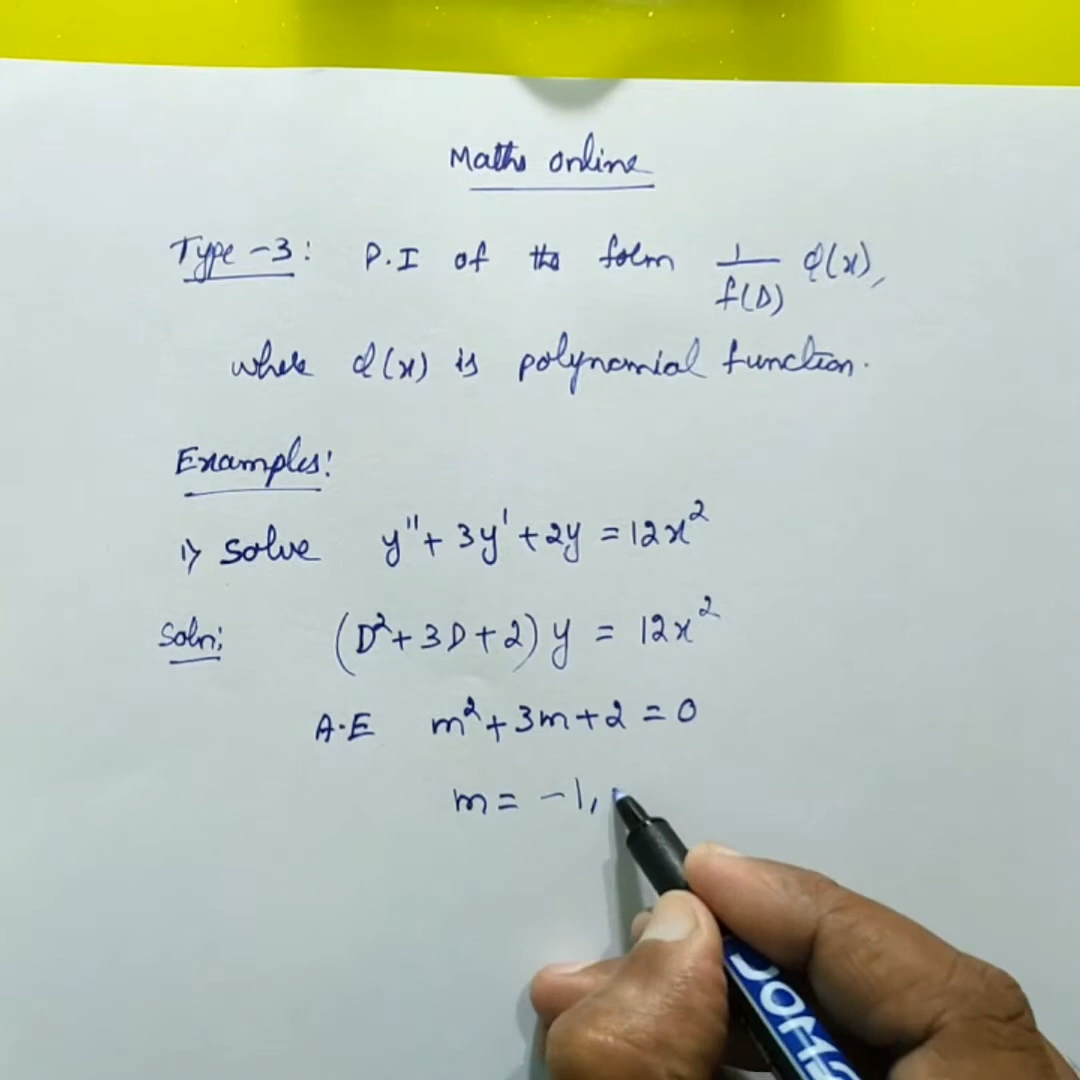 Maths online
Type-3: P.I of the form 1/f(D) Q(x),
where Q(x) is polynomial function.
Examples:
1) Solve y'' + 3y' + 2y = 12x²
Soln: (D² + 3D + 2) y = 12x²
A.E m² + 3m + 2 = 0
m = -1,
DOMS